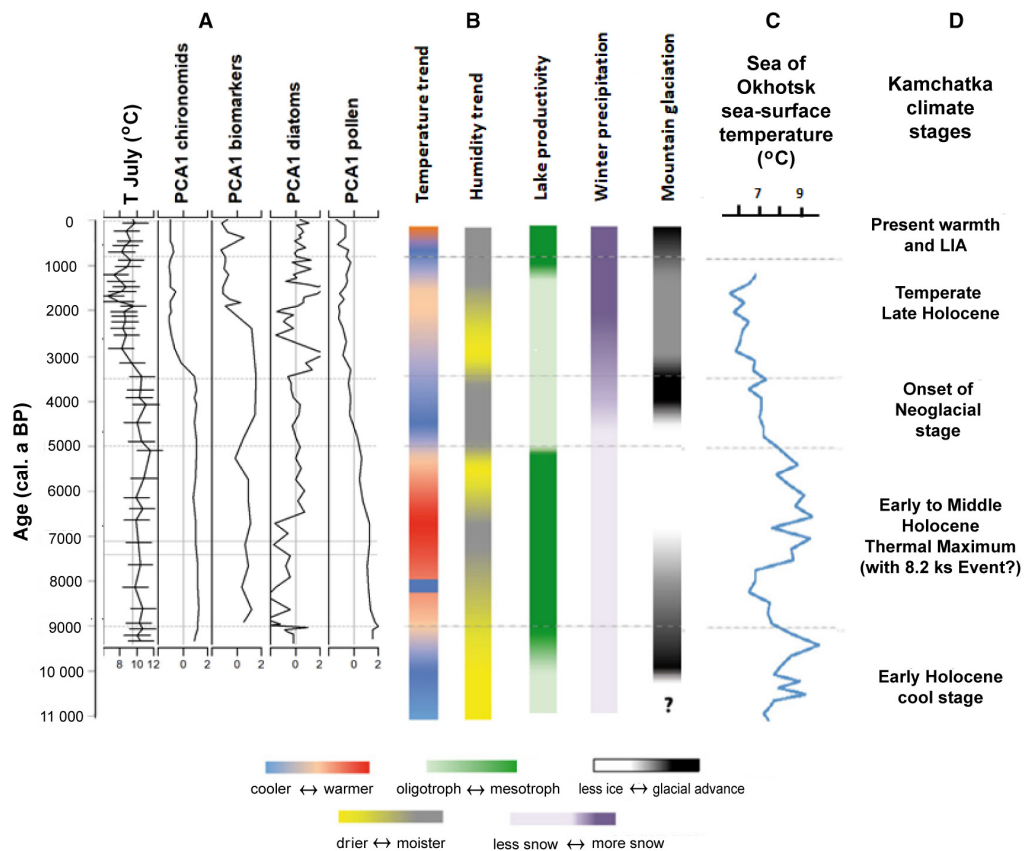 A
B
C
D
T July (°C)
PCA1 chironomids
PCA1 biomarkers
PCA1 diatoms
PCA1 pollen
Temperature trend
Humidity trend
Lake productivity
Winter precipitation
Mountain glaciation
Sea of
Okhotsk
sea-surface
temperature
(°C)
Kamchatka
climate
stages
7 9
Age (cal. a BP)
0
1000
2000
3000
4000
5000
6000
7000
8000
9000
10 000
11 000
8 10 12
0 2
0 2
0 2
0 2
?
Present warmth
and LIA
Temperate
Late Holocene
Onset of
Neoglacial
stage
Early to Middle
Holocene
Thermal Maximum
(with 8.2 ks Event?)
Early Holocene
cool stage
cooler ↔ warmer
oligotroph ↔ mesotroph
less ice ↔ glacial advance
drier ↔ moister
less snow ↔ more snow